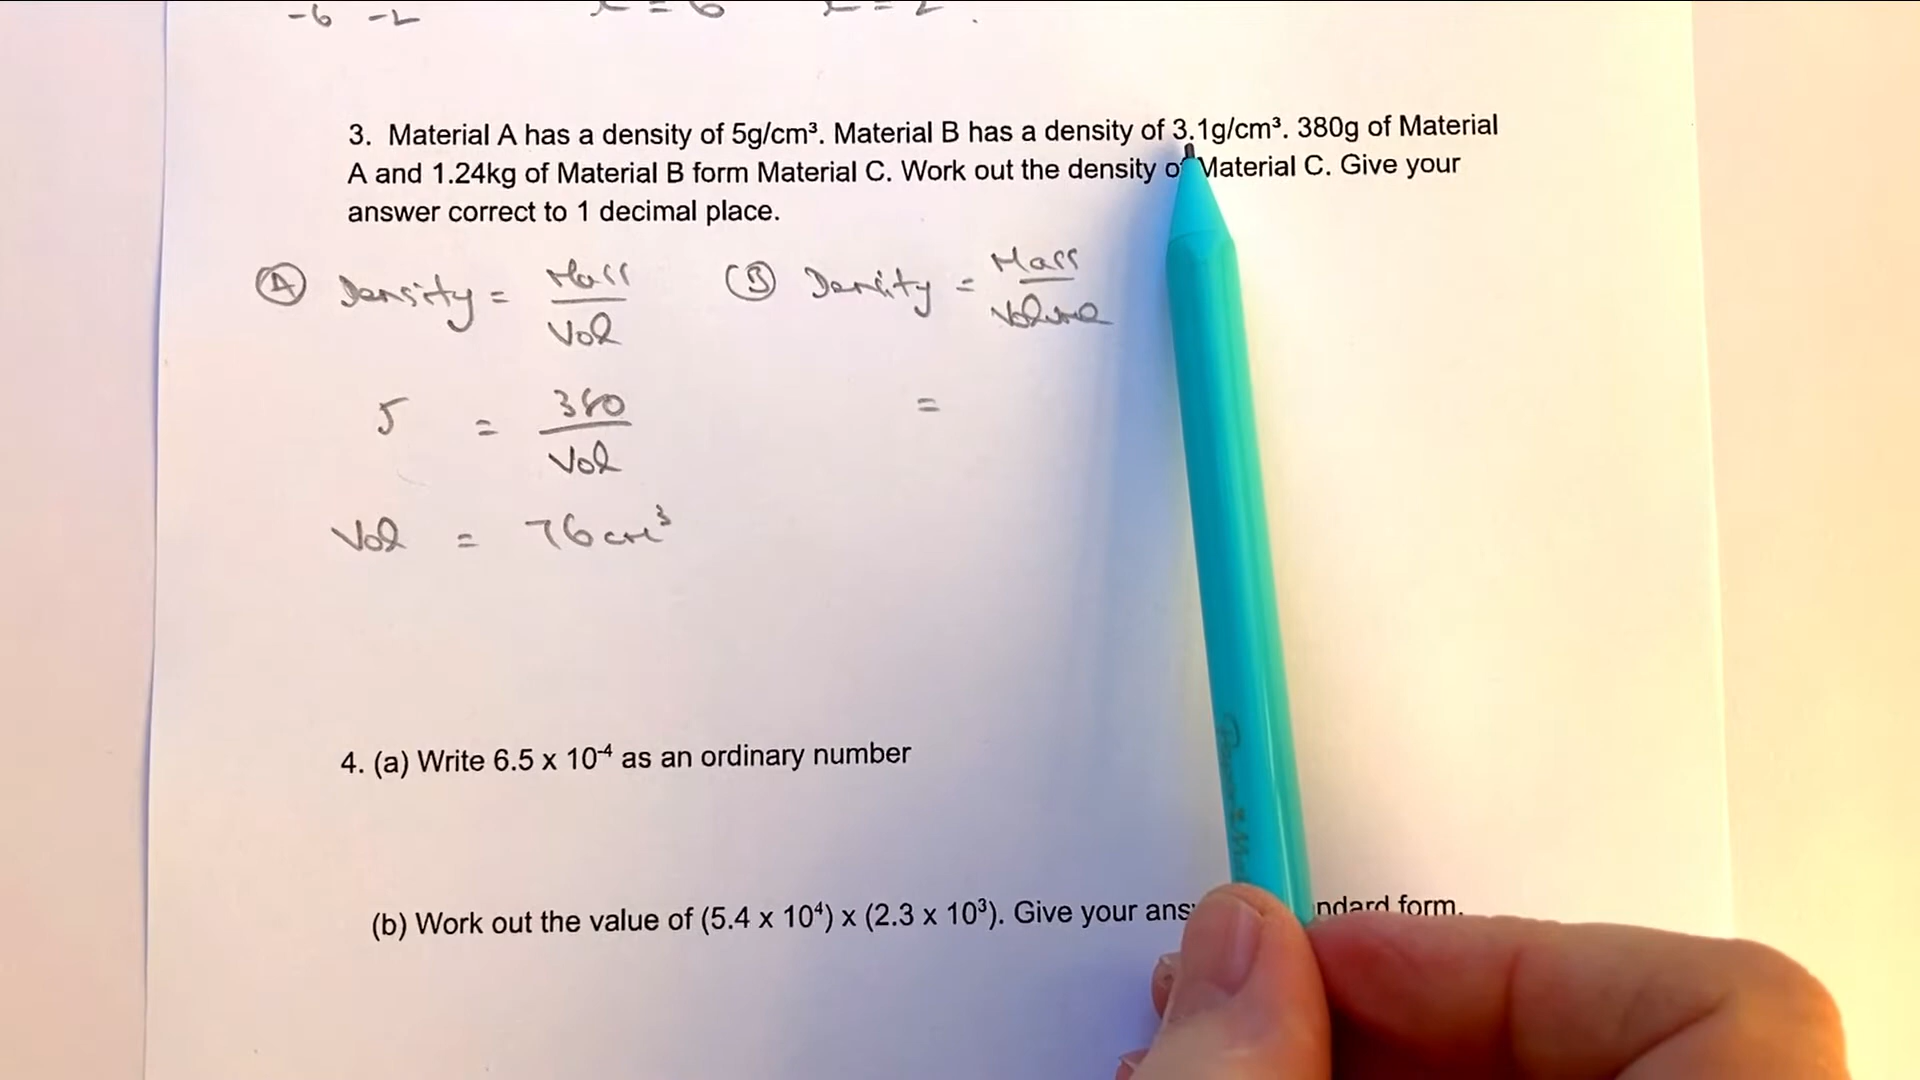 -6 -2 x = 6 x = 2
3. Material A has a density of 5g/cm³. Material B has a density of 3.1g/cm³. 380g of Material
A and 1.24kg of Material B form Material C. Work out the density of Material C. Give your
answer correct to 1 decimal place.
Ⓐ Density = Mass / Vol
Ⓑ Density = Mass / Volume
5 = 380 / Vol
=
Vol = 76cm³
4. (a) Write 6.5 x 10⁻⁴ as an ordinary number
(b) Work out the value of (5.4 x 10⁴) x (2.3 x 10³). Give your ans ndard form.